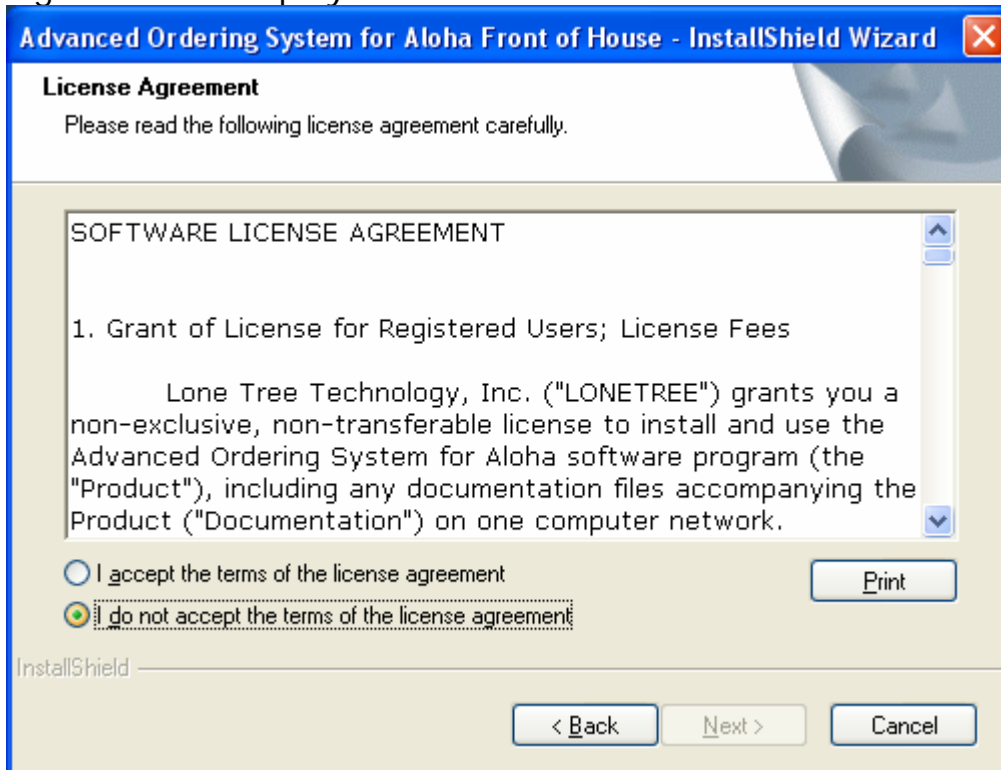 Advanced Ordering System for Aloha Front of House - InstallShield Wizard
License Agreement
Please read the following license agreement carefully.
SOFTWARE LICENSE AGREEMENT
1. Grant of License for Registered Users; License Fees
Lone Tree Technology, Inc. ("LONETREE") grants you a
non-exclusive, non-transferable license to install and use the
Advanced Ordering System for Aloha software program (the
"Product"), including any documentation files accompanying the
Product ("Documentation") on one computer network.
I accept the terms of the license agreement
Print
I do not accept the terms of the license agreement
InstallShield
< Back
Next >
Cancel